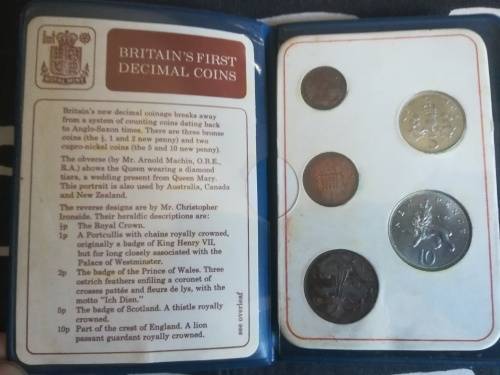 ROYAL MINT
BRITAIN'S FIRST
DECIMAL COINS
Britain's new decimal coinage breaks away
from a system of counting coins dating back
to Anglo-Saxon times. There are three bronze
coins (the ½, 1 and 2 new penny) and two
cupro-nickel coins (the 5 and 10 new penny).
The obverse (by Mr. Arnold Machin, O.B.E.,
R.A.) shows the Queen wearing a diamond
tiara, a wedding present from Queen Mary.
This portrait is also used by Australia, Canada
and New Zealand.
The reverse designs are by Mr. Christopher
Ironside. Their heraldic descriptions are:
½p The Royal Crown.
1p A Portcullis with chains royally crowned,
originally a badge of King Henry VII,
but for long closely associated with the
Palace of Westminster.
2p The badge of the Prince of Wales. Three
ostrich feathers enfiling a coronet of
crosses pattés and fleurs de lys, with
the motto "Ich Dien."
5p The badge of Scotland. A thistle royally
crowned.
10p Part of the crest of England. A lion
passant guardant royally crowned.
see overleaf
NEW PENCE
10